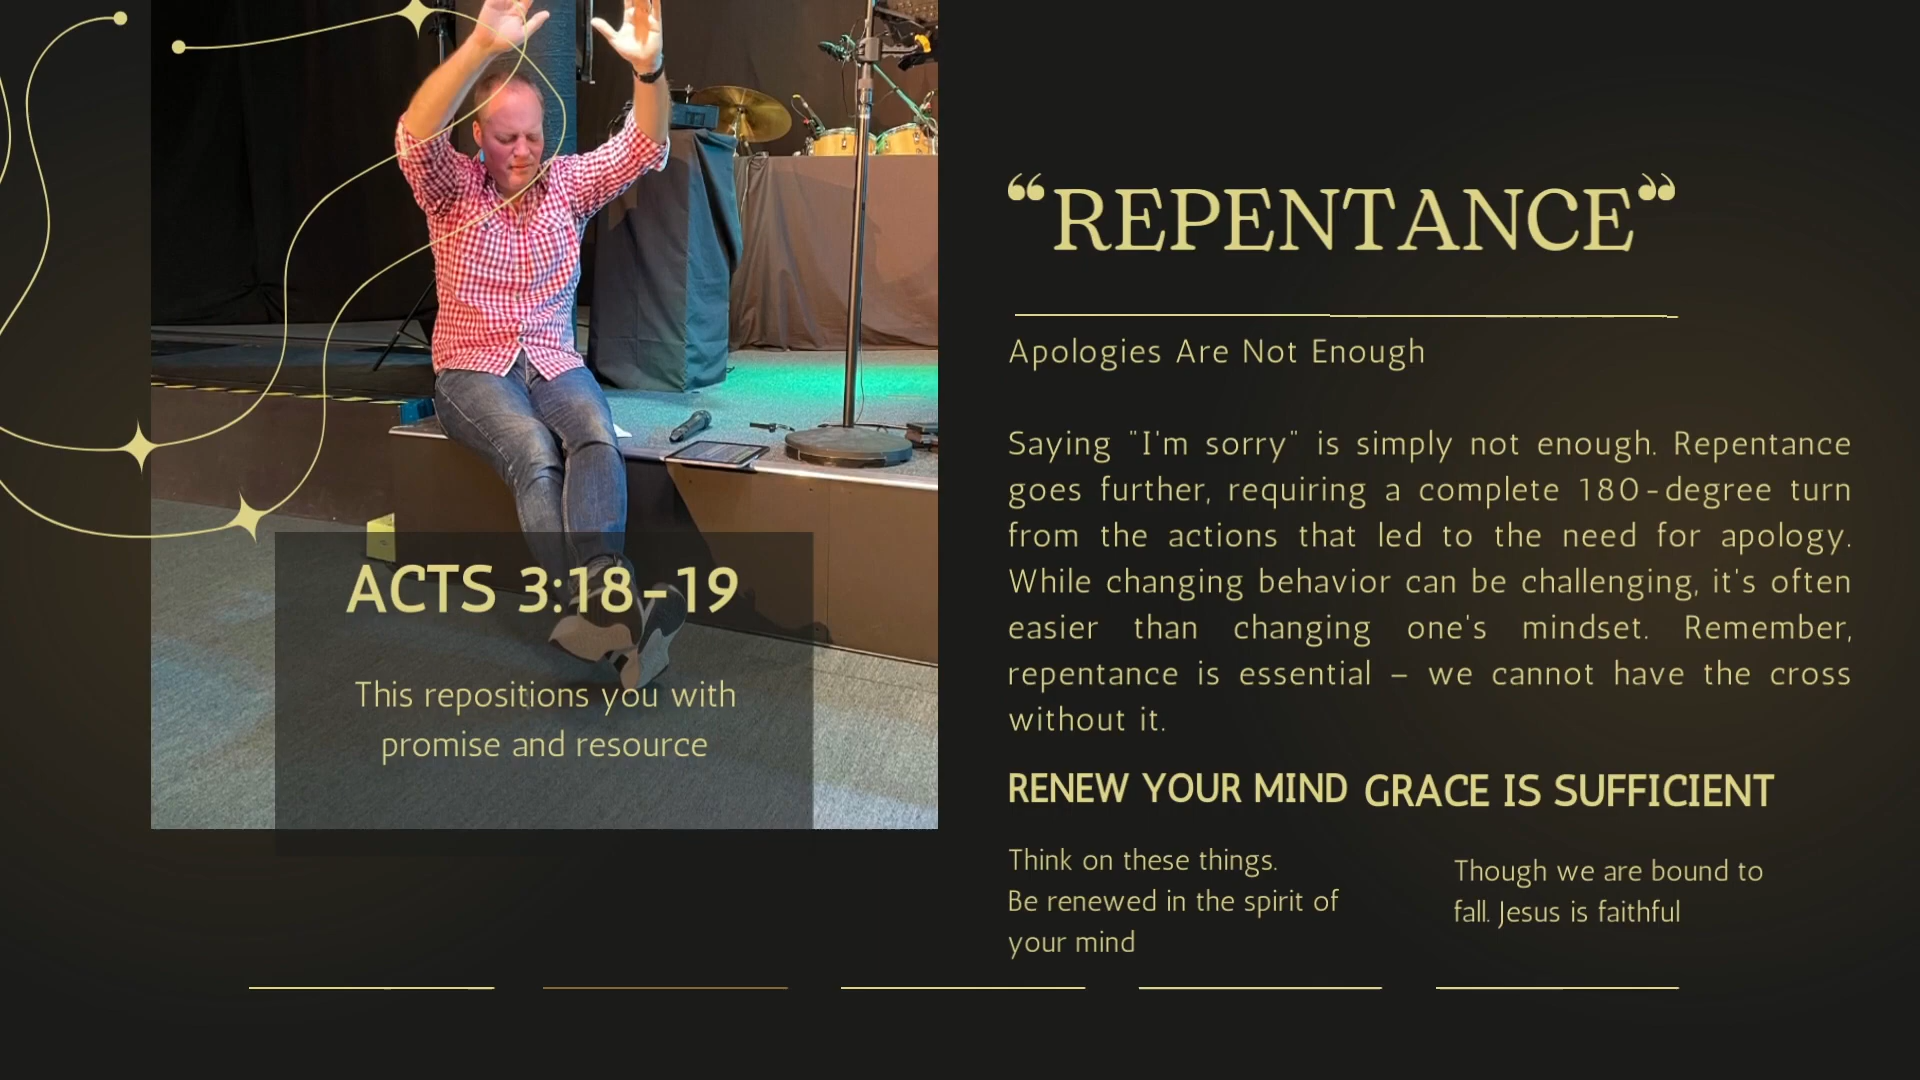 “REPENTANCE”
Apologies Are Not Enough
Saying "I'm sorry" is simply not enough. Repentance
goes further, requiring a complete 180-degree turn
from the actions that led to the need for apology.
While changing behavior can be challenging, it's often
easier than changing one's mindset. Remember,
repentance is essential – we cannot have the cross
without it.
ACTS 3:18-19
This repositions you with
promise and resource
RENEW YOUR MIND
Think on these things.
Be renewed in the spirit of
your mind
GRACE IS SUFFICIENT
Though we are bound to
fall. Jesus is faithful